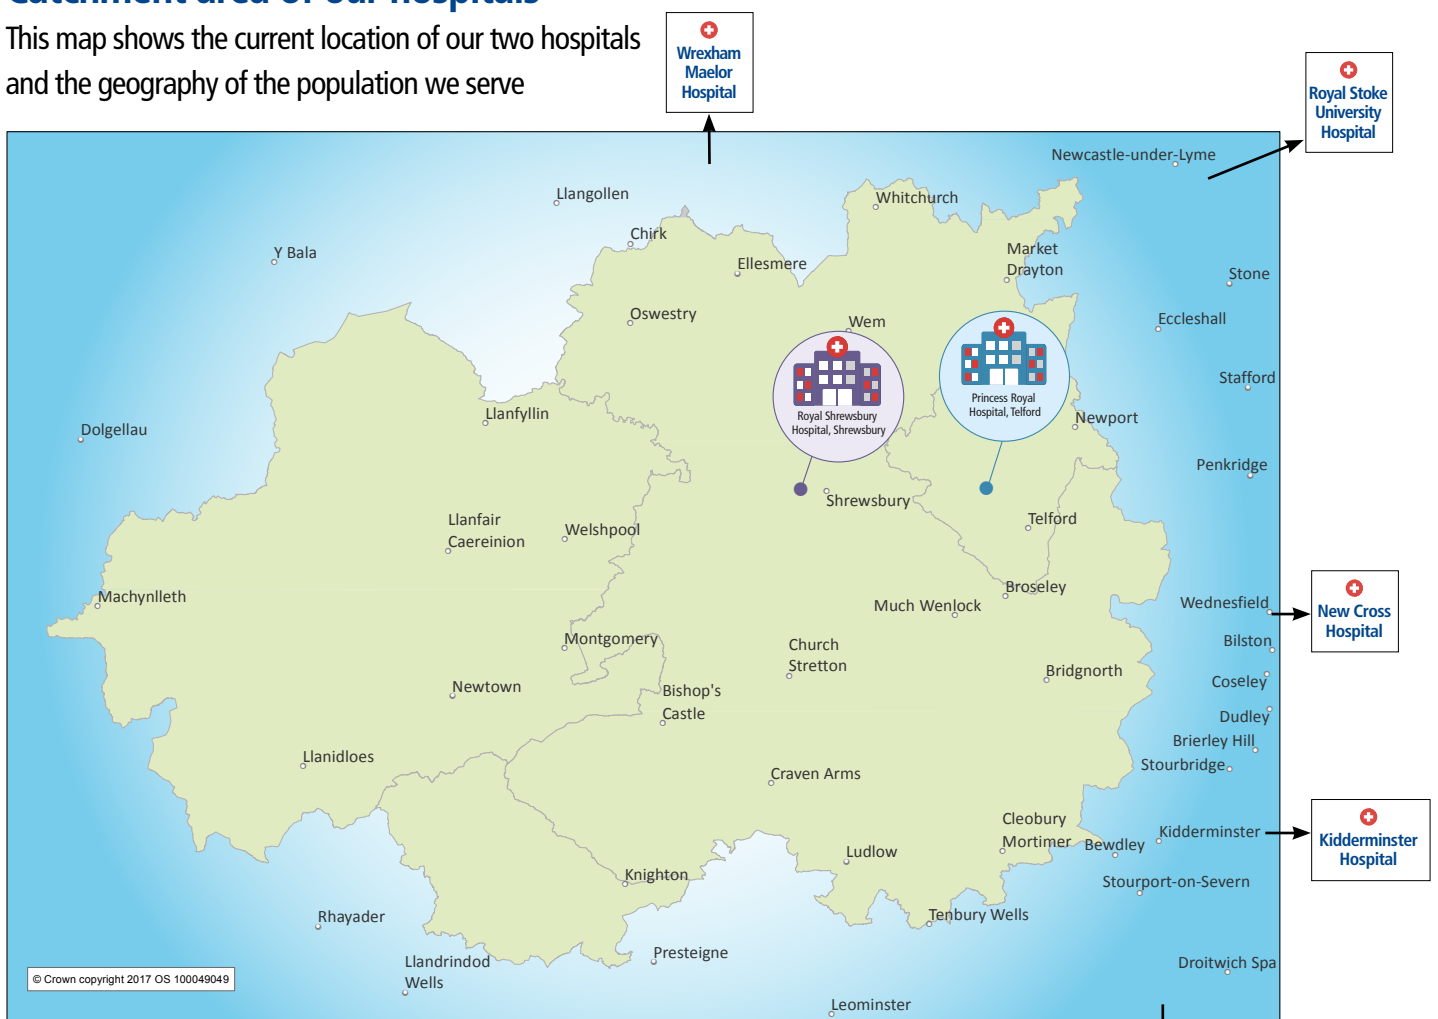 Catchment area of our hospitals
This map shows the current location of our two hospitals
and the geography of the population we serve
Wrexham
Maelor
Hospital
Royal Stoke
University
Hospital
Newcastle-under-Lyme
Llangollen
Whitchurch
Chirk
Y Bala
Ellesmere
Market
Drayton
Stone
Oswestry
Wem
Eccleshall
Stafford
Princess Royal
Hospital, Telford
Royal Shrewsbury
Hospital, Shrewsbury
Llanfyllin
Newport
Dolgellau
Penkridge
Shrewsbury
Llanfair
Caereinion
Welshpool
Telford
Machynlleth
Broseley
Much Wenlock
Wednesfield
New Cross
Hospital
Montgomery
Church
Stretton
Bilston
Bridgnorth
Newtown
Bishop's
Castle
Coseley
Dudley
Brierley Hill
Llanidloes
Stourbridge
Craven Arms
Cleobury
Mortimer
Kidderminster
Kidderminster
Hospital
Bewdley
Ludlow
Knighton
Stourport-on-Severn
Rhayader
Tenbury Wells
Presteigne
Llandrindod
Wells
Droitwich Spa
© Crown copyright 2017 OS 100049049
Leominster